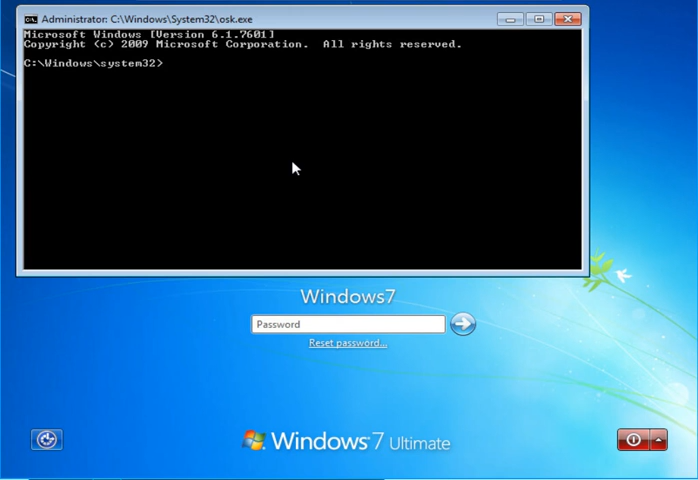 Administrator: C:\Windows\System32\osk.exe
Microsoft Windows [Version 6.1.7601]
Copyright (c) 2009 Microsoft Corporation.  All rights reserved.
C:\Windows\system32>
Windows7
Password
Reset password...
Windows 7 Ultimate